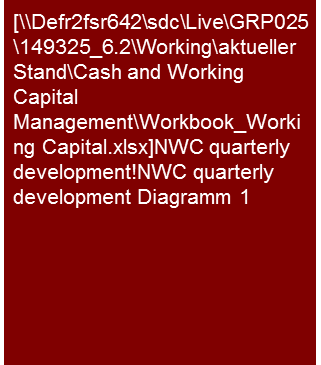 [\\Defr2fsr642\sdc\Live\GRP025
\149325_6.2\Working\aktueller
Stand\Cash and Working
Capital
Management\Workbook_Worki
ng Capital.xlsx]NWC quarterly
development!NWC quarterly
development Diagramm 1